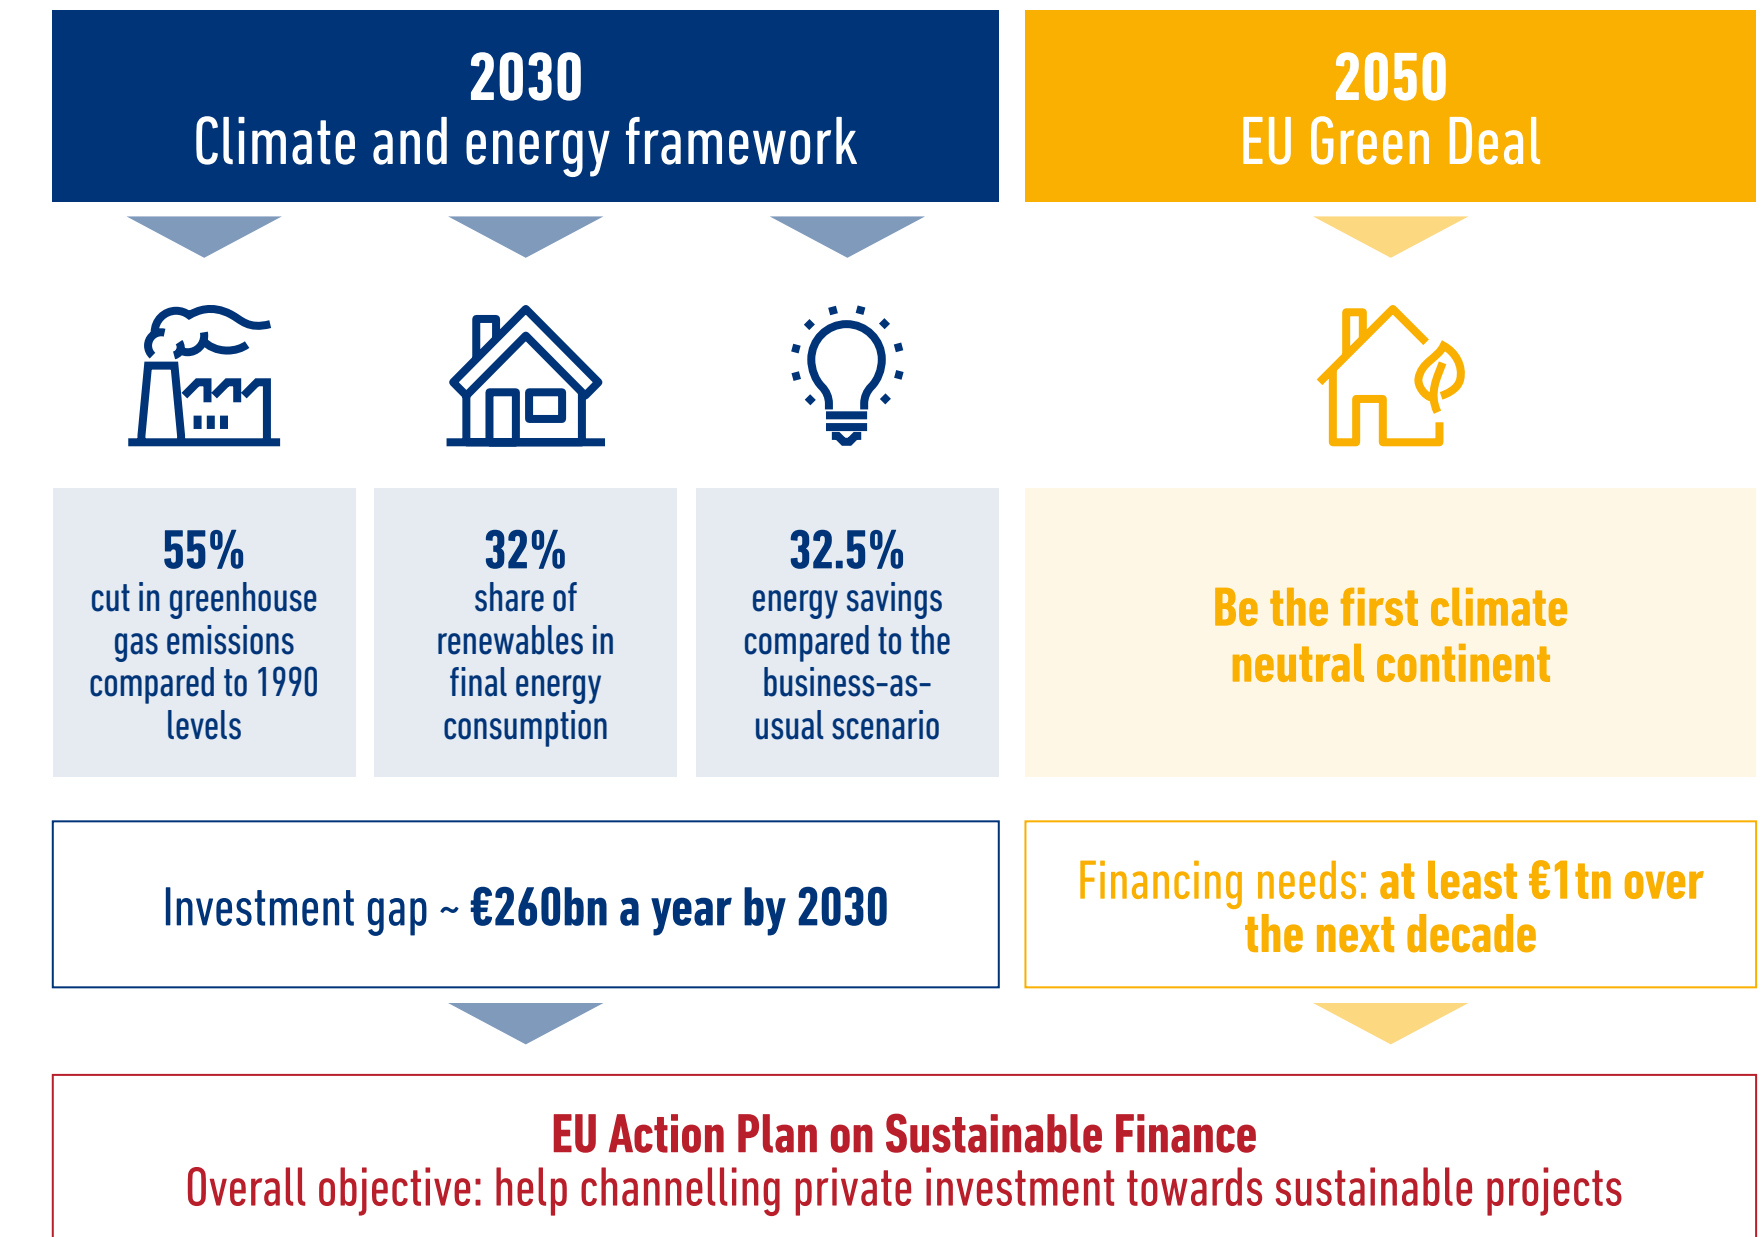 2030
Climate and energy framework
2050
EU Green Deal
55%
cut in greenhouse
gas emissions
compared to 1990
levels
32%
share of
renewables in
final energy
consumption
32.5%
energy savings
compared to the
business-as-
usual scenario
Be the first climate
neutral continent
Investment gap ~ €260bn a year by 2030
Financing needs: at least €1tn over
the next decade
EU Action Plan on Sustainable Finance
Overall objective: help channelling private investment towards sustainable projects